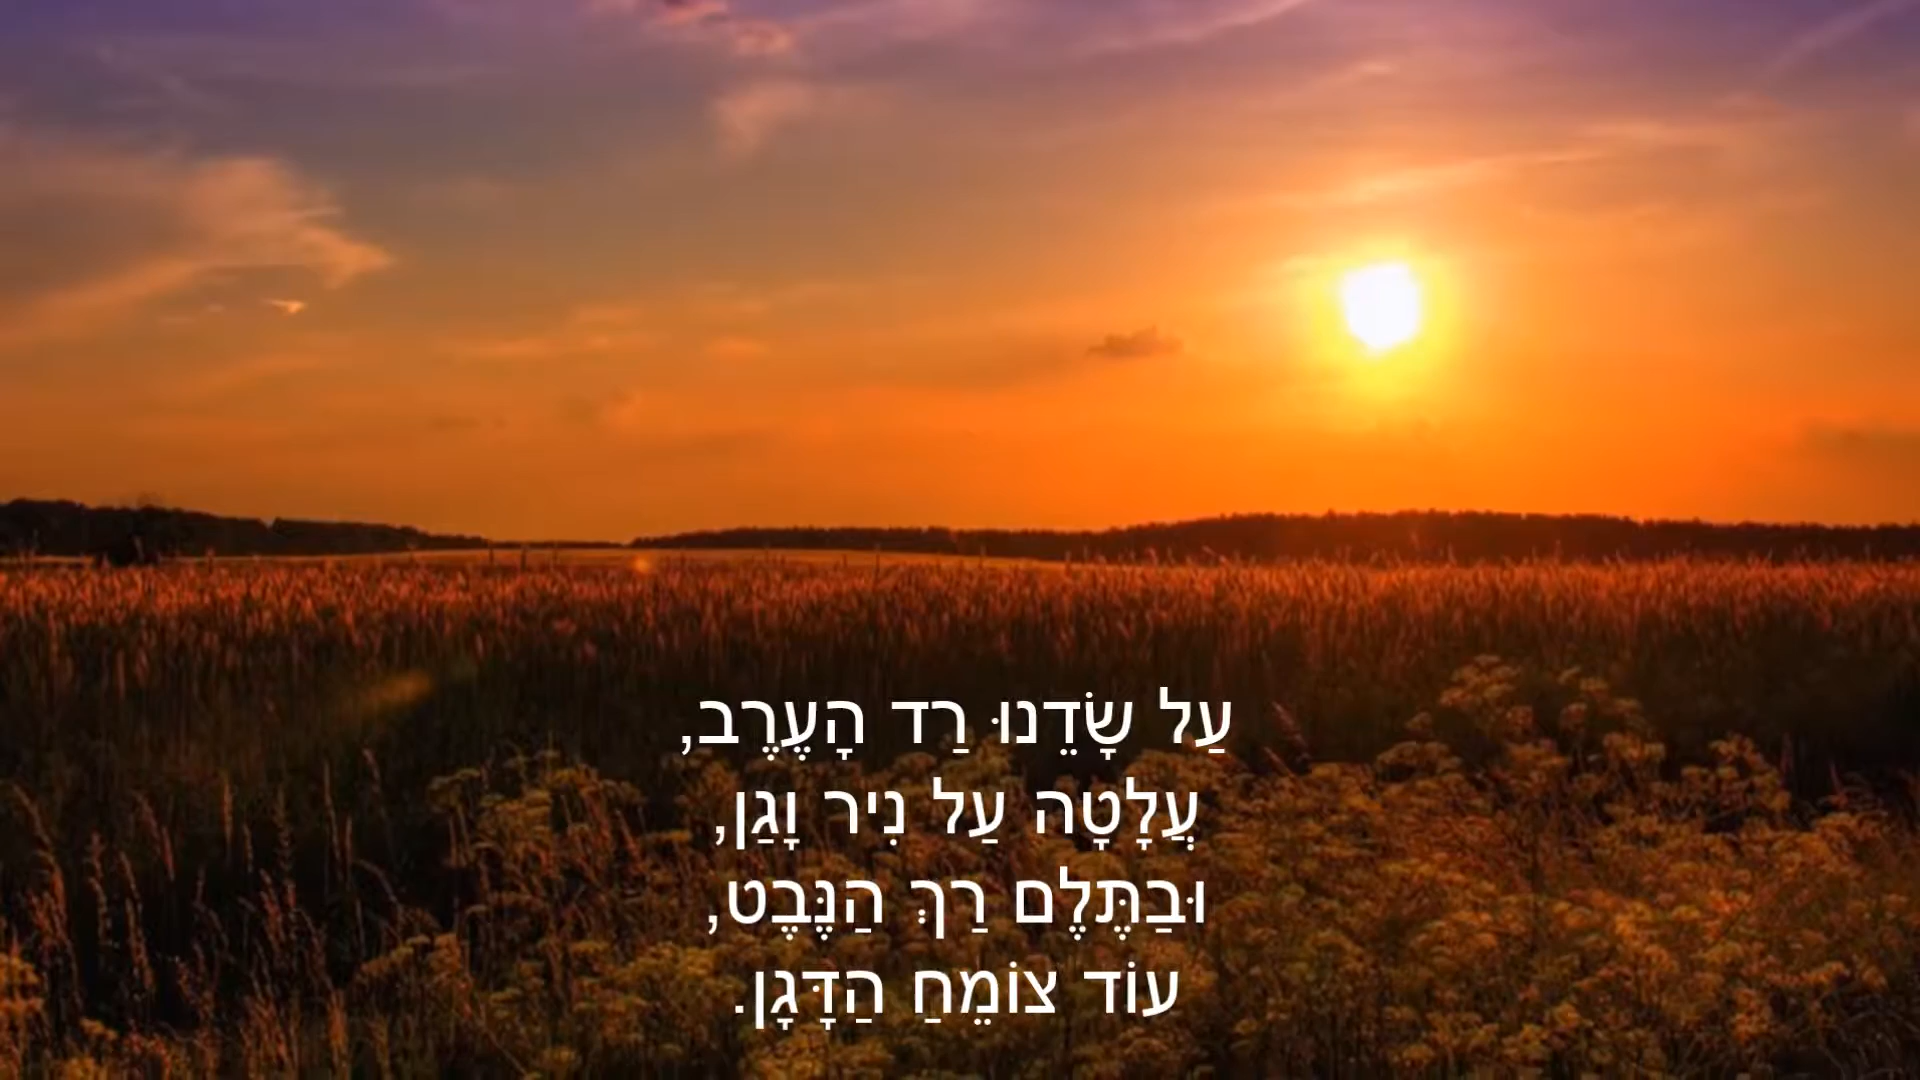 עַל שָׂדֵנוּ רַד הָעֶרֶב,
עֲלָטָה עַל נִיר וָגַן,
וּבַתֶּלֶם רַךְ הַנֶּבֶט,
עוֹד צוֹמֵחַ הַדָּגָן.